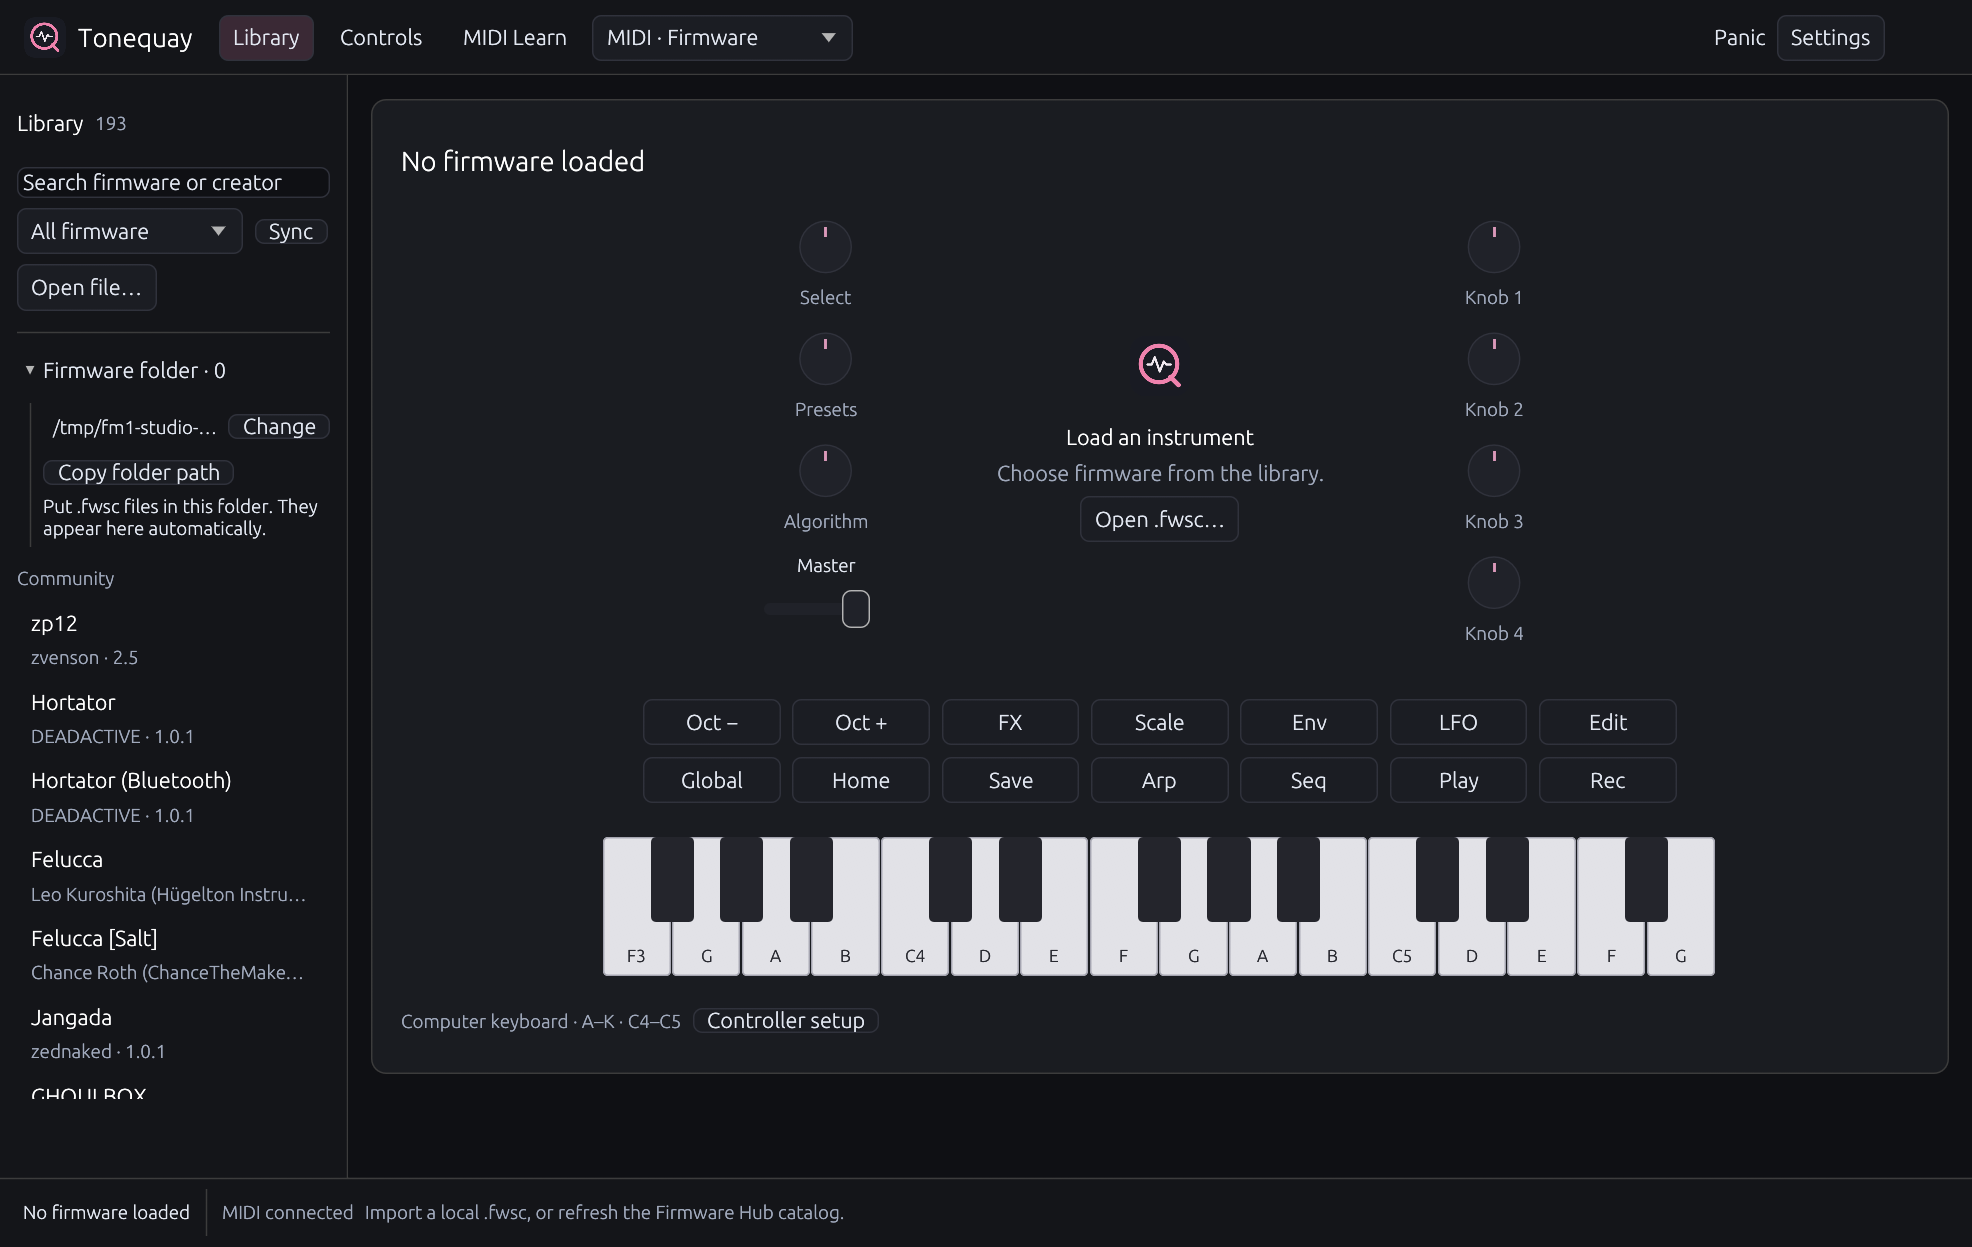 Tonequay
Library
Controls
MIDI Learn
MIDI · Firmware
Panic
Settings
Library 193
Search firmware or creator
All firmware
Sync
Open file…
Firmware folder · 0
/tmp/fm1-studio-…
Change
Copy folder path
Put .fwsc files in this folder. They
appear here automatically.
Community
zp12
zvenson · 2.5
Hortator
DEADACTIVE · 1.0.1
Hortator (Bluetooth)
DEADACTIVE · 1.0.1
Felucca
Leo Kuroshita (Hügelton Instru…
Felucca [Salt]
Chance Roth (ChanceTheMake…
Jangada
zednaked · 1.0.1
GHOULBOX
No firmware loaded
Select
Presets
Algorithm
Master
Load an instrument
Choose firmware from the library.
Open .fwsc…
Knob 1
Knob 2
Knob 3
Knob 4
Oct – Oct + FX Scale Env LFO Edit
Global Home Save Arp Seq Play Rec
F3 G A B C4 D E F G A B C5 D E F G
Computer keyboard · A–K · C4–C5
Controller setup
No firmware loaded
MIDI connected
Import a local .fwsc, or refresh the Firmware Hub catalog.